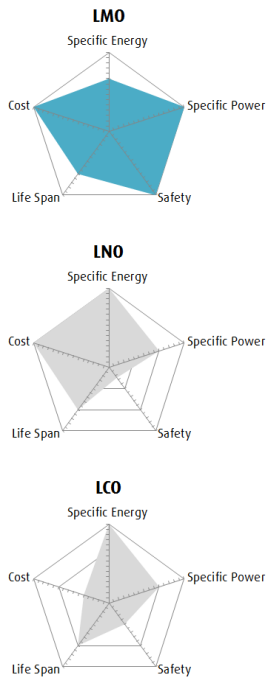 LMO
Specific Energy
Cost
Specific Power
Life Span
Safety
LNO
Specific Energy
Cost
Specific Power
Life Span
Safety
LCO
Specific Energy
Cost
Specific Power
Life Span
Safety